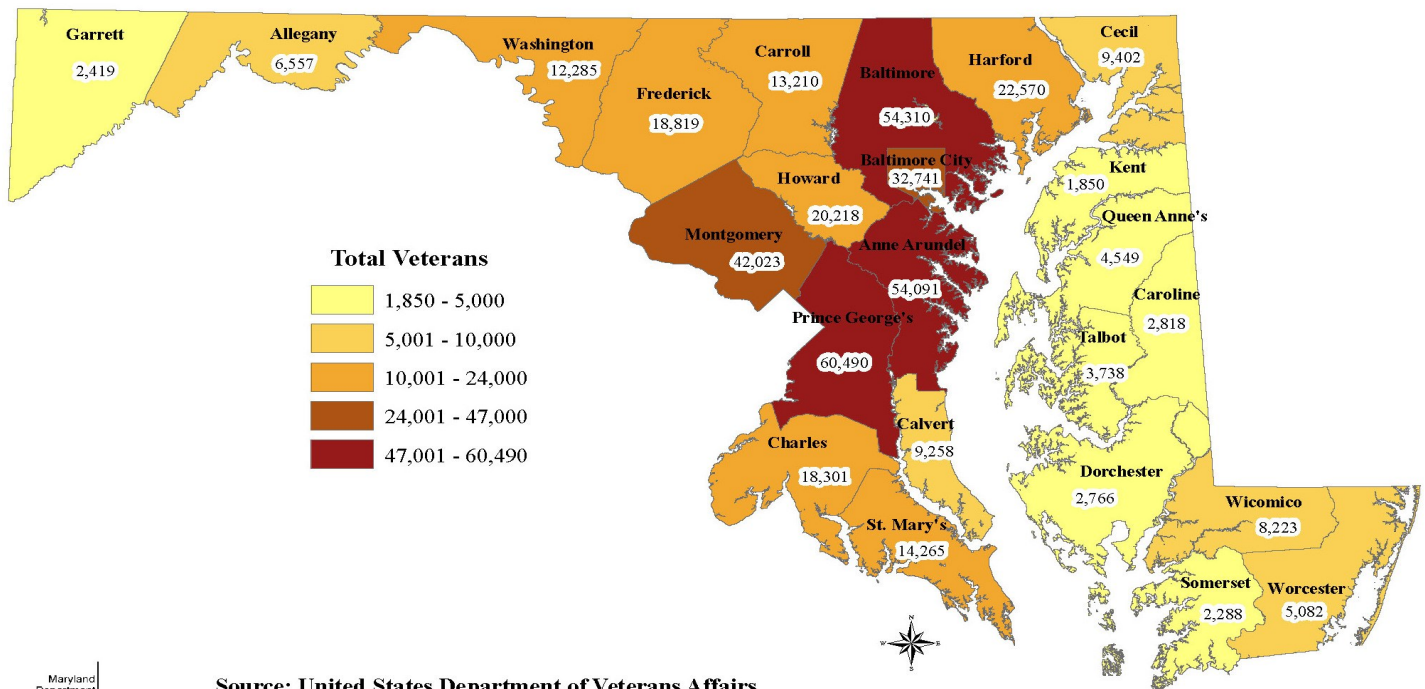 Garrett
2,419
Allegany
6,557
Washington
12,285
Frederick
18,819
Carroll
13,210
Baltimore
54,310
Baltimore City
32,741
Harford
22,570
Cecil
9,402
Howard
20,218
Montgomery
42,023
Anne Arundel
54,091
Prince George's
60,490
Kent
1,850
Queen Anne's
4,549
Caroline
2,818
Talbot
3,738
Calvert
9,258
Charles
18,301
St. Mary's
14,265
Dorchester
2,766
Wicomico
8,223
Somerset
2,288
Worcester
5,082
Total Veterans
1,850 - 5,000
5,001 - 10,000
10,001 - 24,000
24,001 - 47,000
47,001 - 60,490
N
W
E
S
Maryland
Department
Source: United States Department of Veterans Affairs